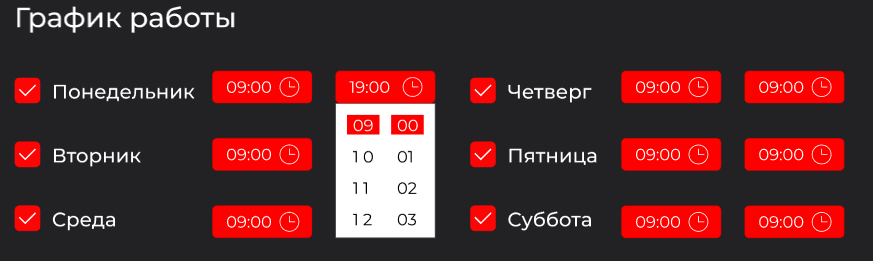 График работы
Понедельник 09:00 19:00 Четверг 09:00 09:00
09 00
10 01
Вторник 09:00 Пятница 09:00 09:00
11 02
12 03
Среда 09:00 Суббота 09:00 09:00